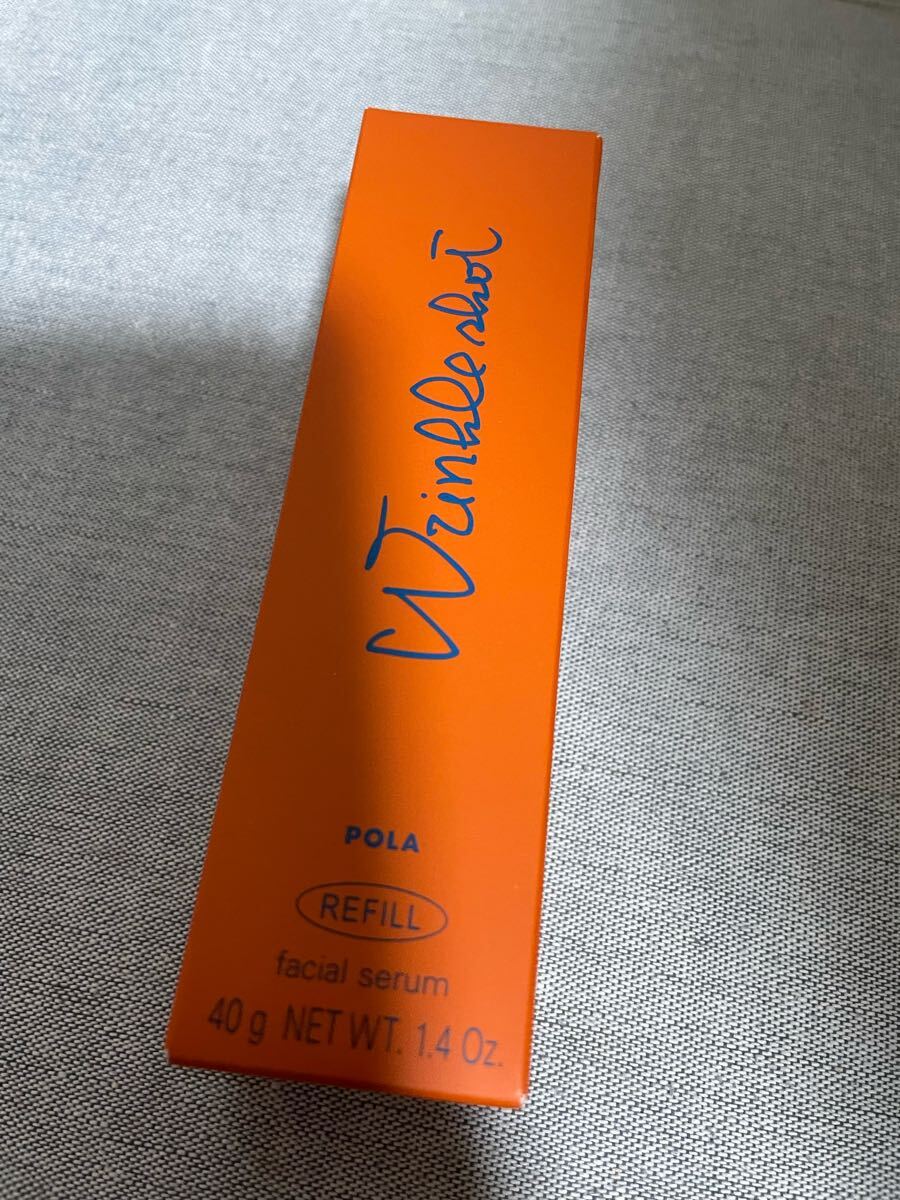 Wrinkle shot
POLA
REFILL
facial serum
40 g NET WT. 1.4 Oz.